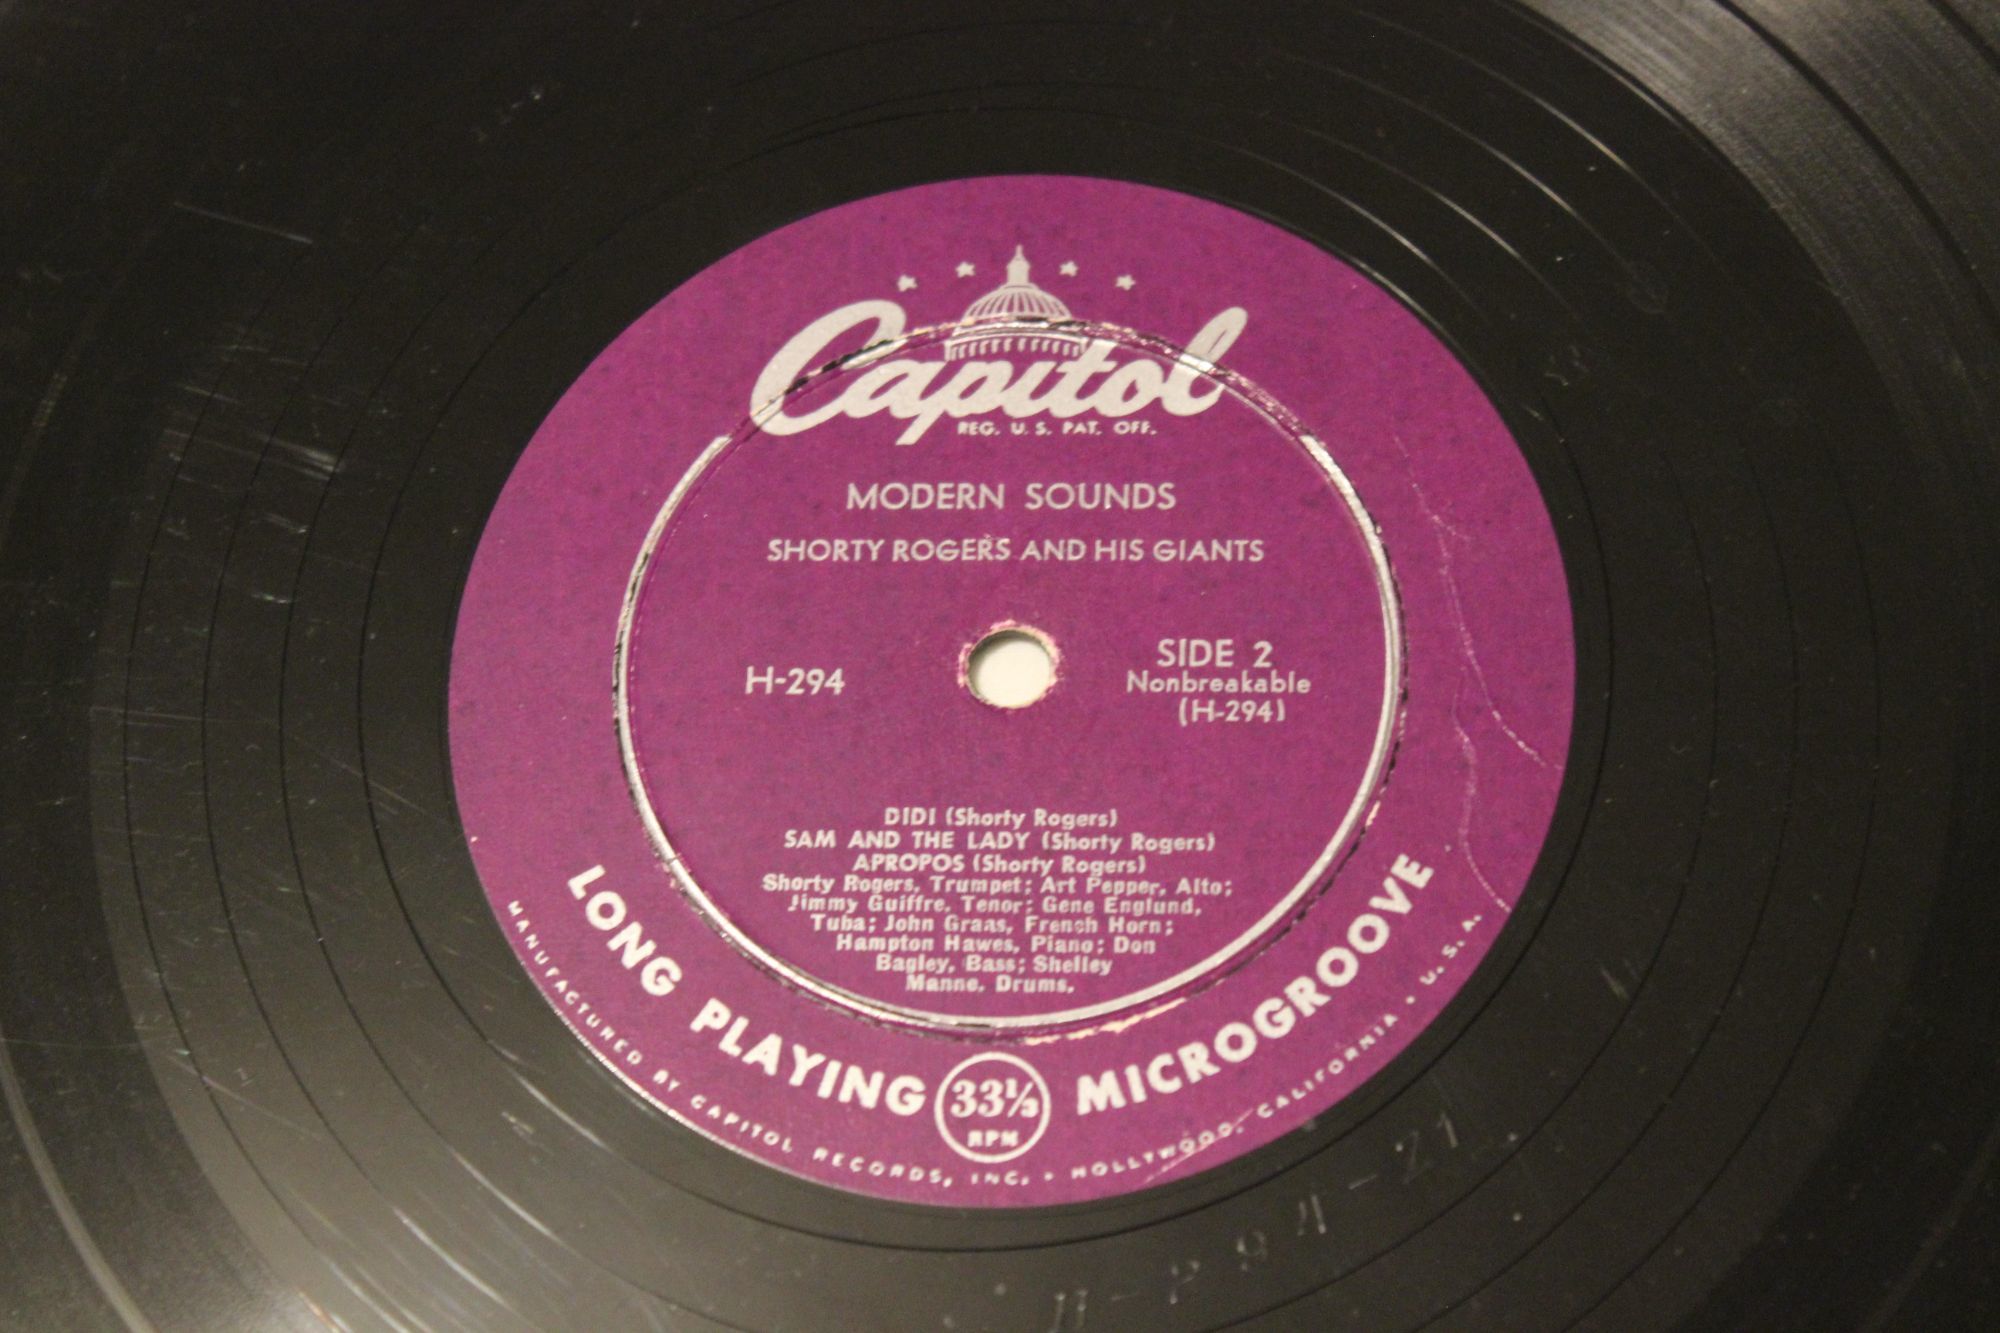 Capitol
REG. U. S. PAT. OFF.
MODERN SOUNDS
SHORTY ROGERS AND HIS GIANTS
H-294
SIDE 2
Nonbreakable
(H-294)
DIDI (Shorty Rogers)
SAM AND THE LADY (Shorty Rogers)
APROPOS (Shorty Rogers)
Shorty Rogers, Trumpet; Art Pepper, Alto;
Jimmy Guiffre, Tenor; Gene Englund,
Tuba; John Graas, French Horn;
Hampton Hawes, Piano; Don
Bagley, Bass; Shelley
Manne, Drums.
LONG PLAYING 33⅓ RPM MICROGROOVE
MANUFACTURED BY CAPITOL RECORDS, INC. • HOLLYWOOD, CALIFORNIA • U. S. A.